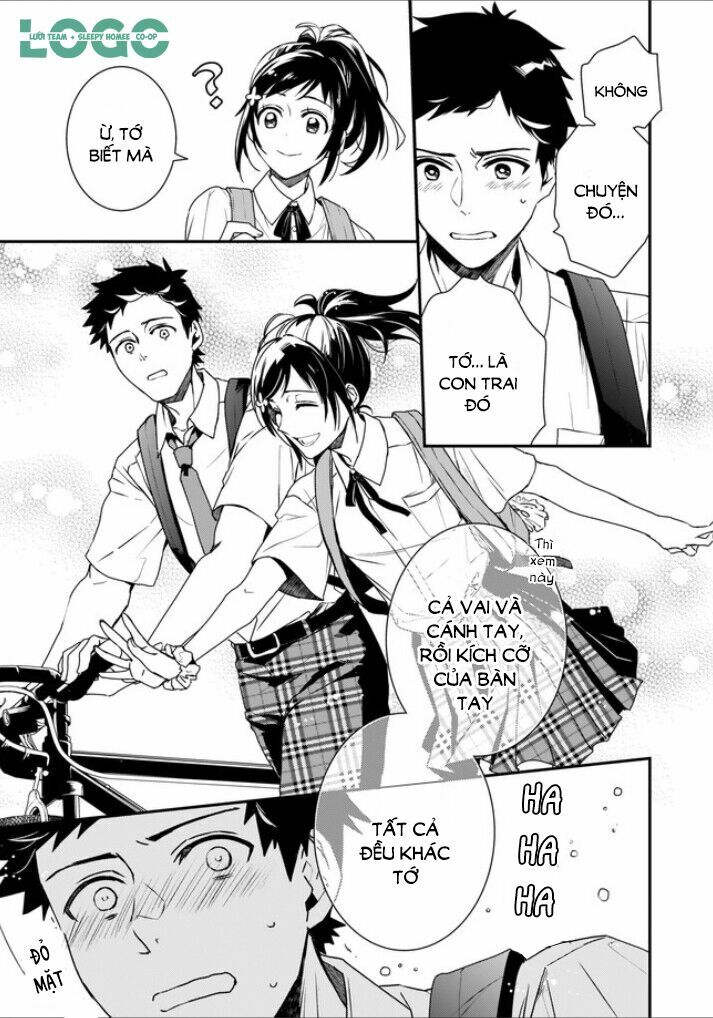 LOGO
LƯỜI TEAM + SLEEPY HOMEE CO-OP
KHÔNG
CHUYỆN
ĐÓ...
TỚ... LÀ
CON TRAI
ĐÓ
?
Ừ, TỚ
BIẾT MÀ
Thì
xem
này
CẢ VAI VÀ
CÁNH TAY,
RỒI KÍCH CỠ
CỦA BÀN
TAY
TẤT CẢ
ĐỀU KHÁC
TỚ
HA
HA
HA
ĐỎ
MẶT